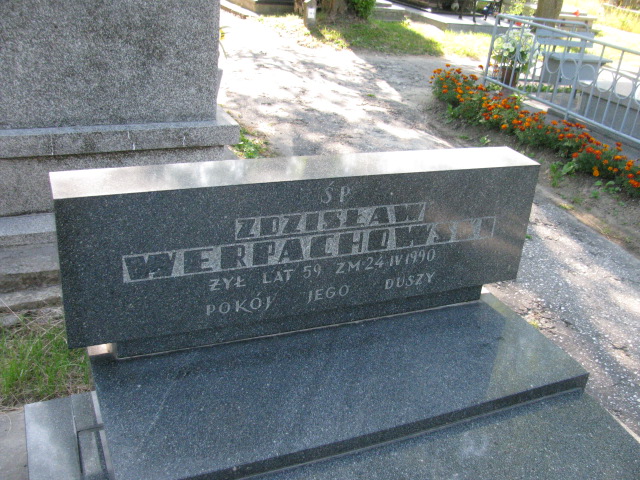 ŚP
ZDZISŁAW
WERPACHOWSKI
ŻYŁ LAT 59 ZM 24 IV 1990
POKÓJ JEGO DUSZY